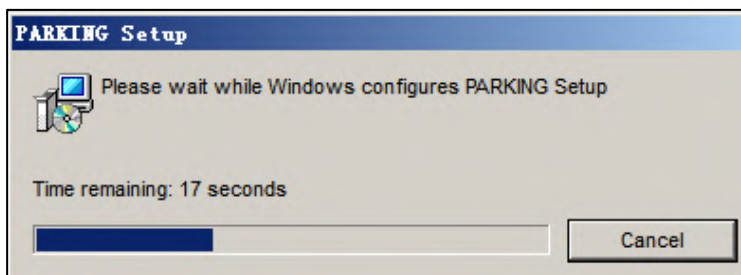 PARKING Setup
Please wait while Windows configures PARKING Setup
Time remaining: 17 seconds
Cancel